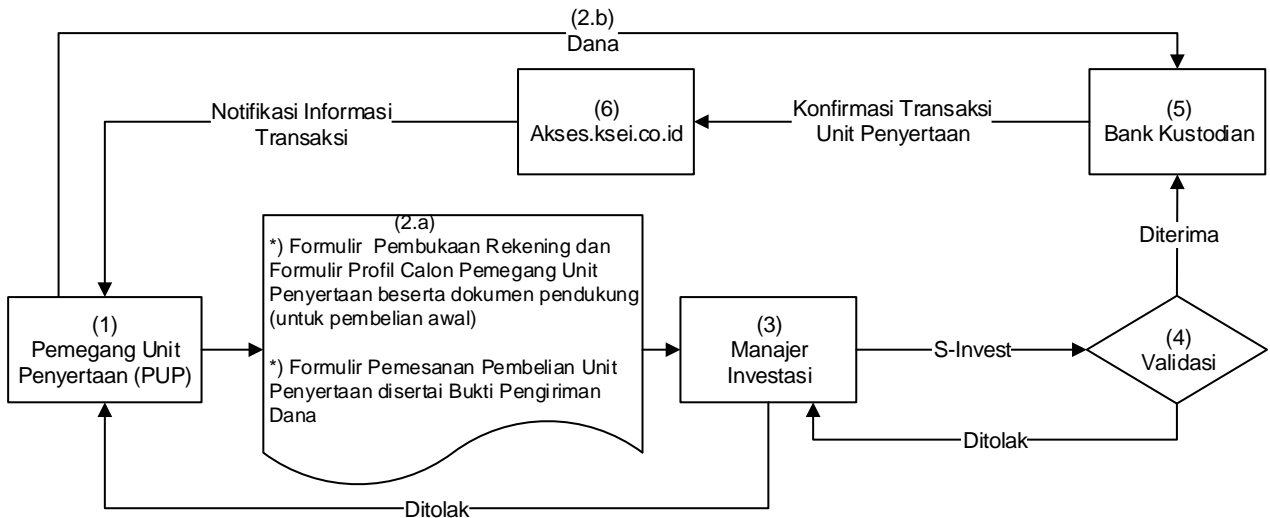 (2.b)
Dana
Notifikasi Informasi
Transaksi
(6)
Akses.ksei.co.id
Konfirmasi Transaksi
Unit Penyertaan
(5)
Bank Kustodian
(2.a)
*) Formulir Pembukaan Rekening dan
Formulir Profil Calon Pemegang Unit
Penyertaan beserta dokumen pendukung
(untuk pembelian awal)
*) Formulir Pemesanan Pembelian Unit
Penyertaan disertai Bukti Pengiriman
Dana
Diterima
(1)
Pemegang Unit
Penyertaan (PUP)
(3)
Manajer
Investasi
S-Invest
(4)
Validasi
Ditolak
Ditolak